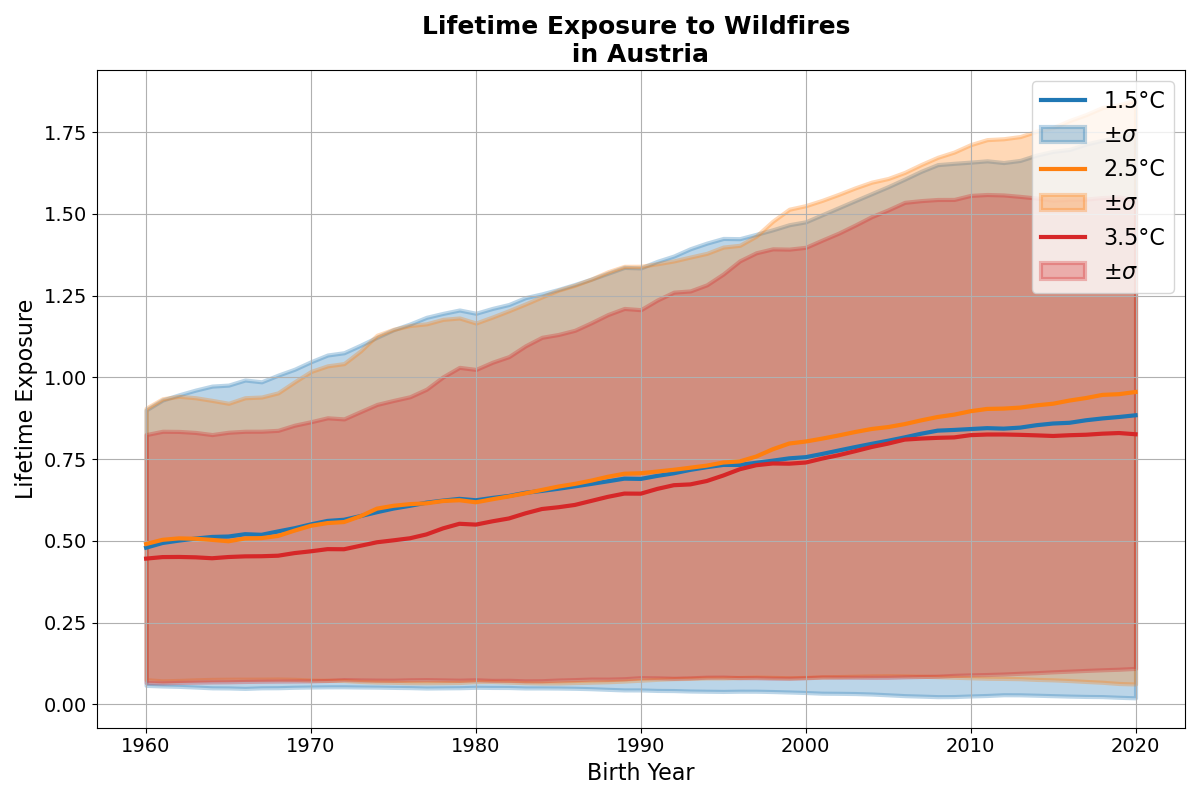 Lifetime Exposure to Wildfires
in Austria
Lifetime Exposure
1.75
1.50
1.25
1.00
0.75
0.50
0.25
0.00
1960 1970 1980 1990 2000 2010 2020
Birth Year
1.5°C
±σ
2.5°C
±σ
3.5°C
±σ